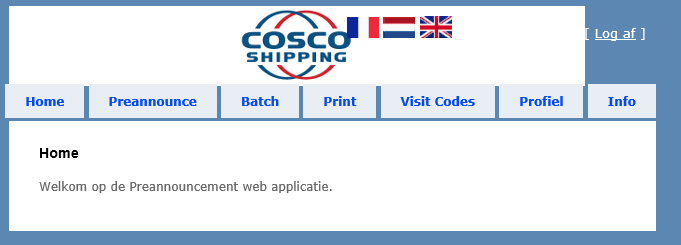 COSCO
SHIPPING
[ Log af ]
Home Preannounce Batch Print Visit Codes Profiel Info
Home
Welkom op de Preannouncement web applicatie.